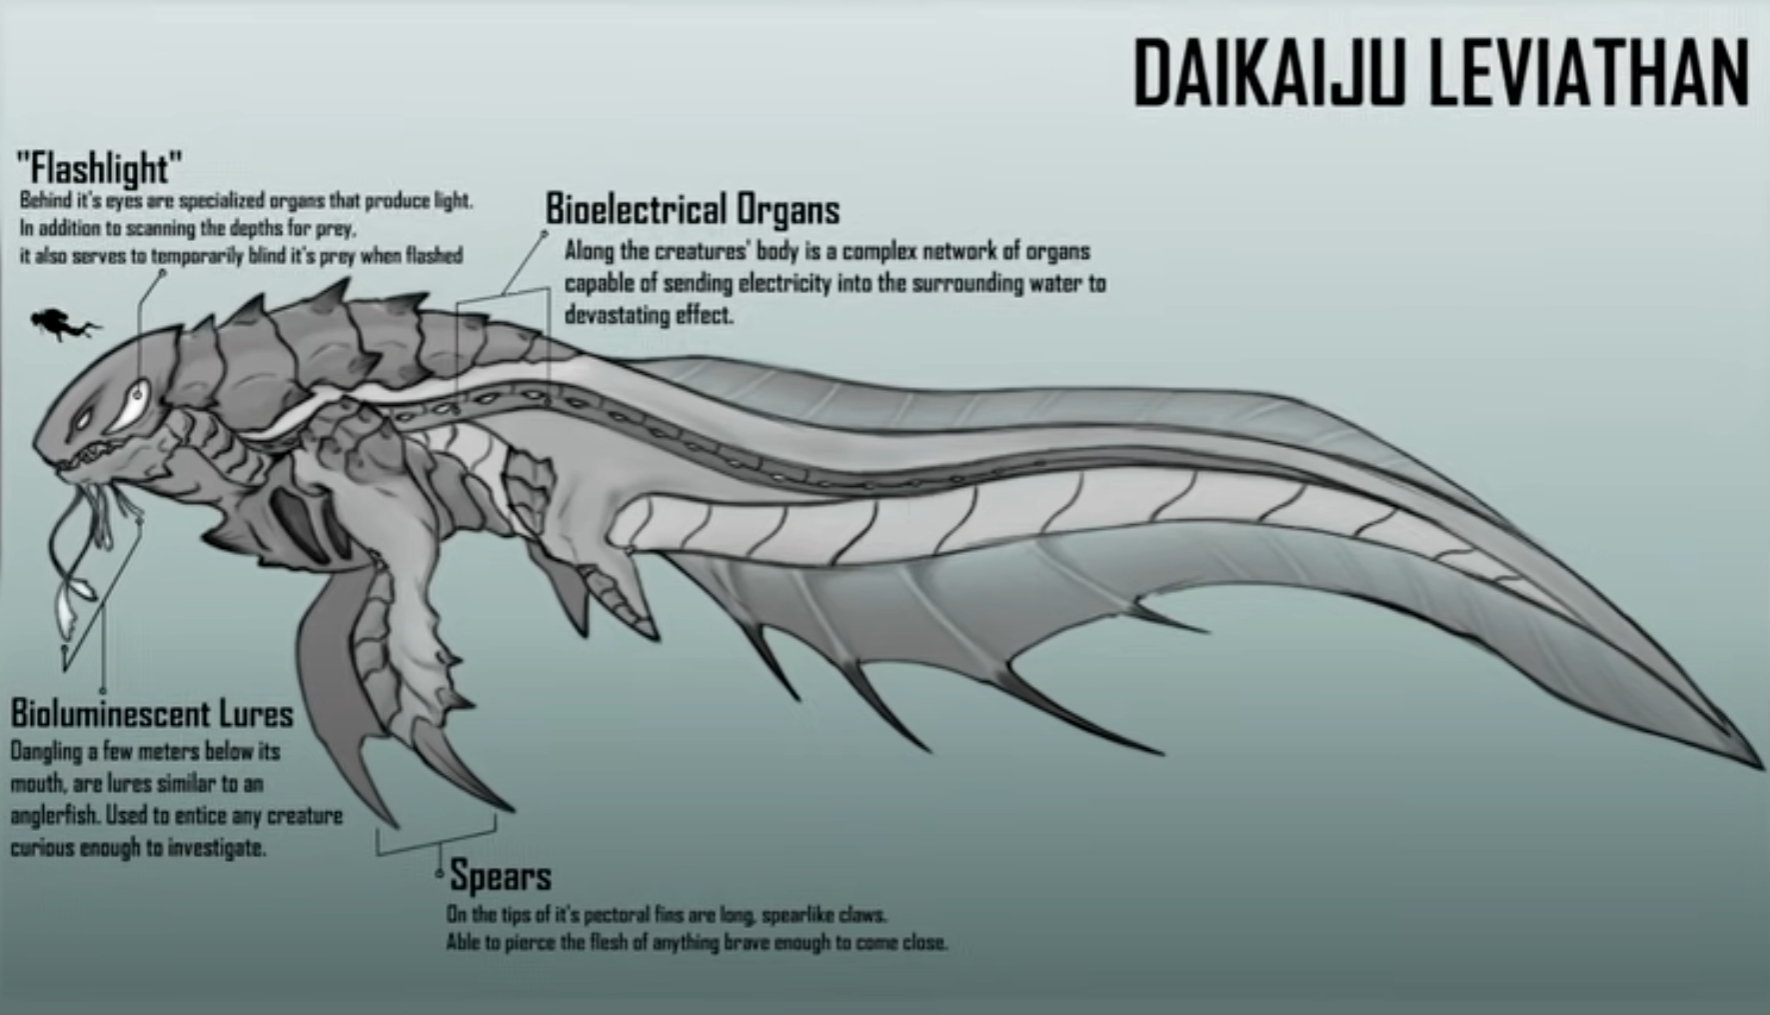 DAIKAIJU LEVIATHAN
"Flashlight"
Behind it's eyes are specialized organs that produce light.
In addition to scanning the depths for prey,
it also serves to temporarily blind it's prey when flashed
Bioelectrical Organs
Along the creatures' body is a complex network of organs
capable of sending electricity into the surrounding water to
devastating effect.
Bioluminescent Lures
Dangling a few meters below its
mouth, are lures similar to an
anglerfish. Used to entice any creature
curious enough to investigate.
Spears
On the tips of it's pectoral fins are long, spearlike claws.
Able to pierce the flesh of anything brave enough to come close.